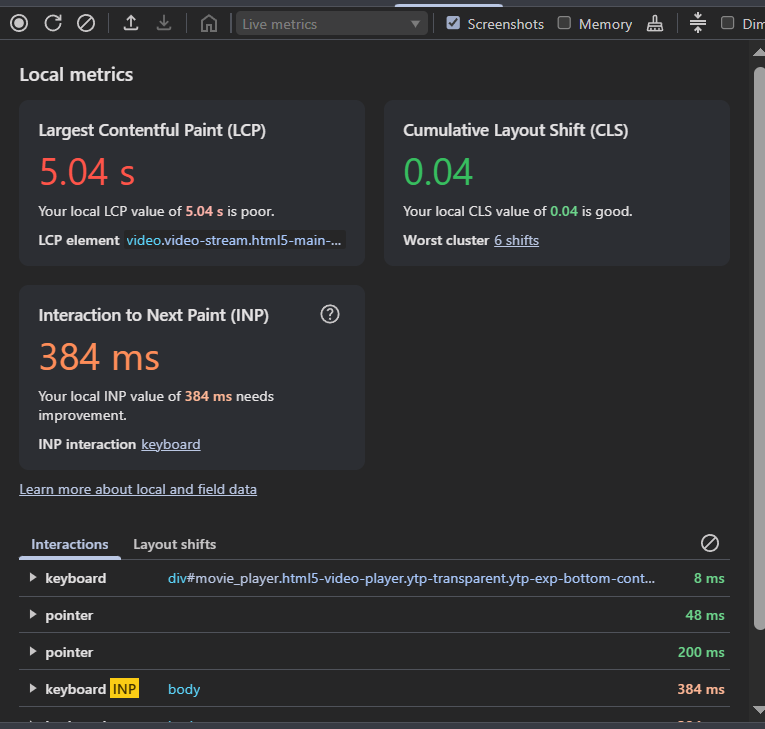 Live metrics Screenshots Memory Dim
Local metrics
Largest Contentful Paint (LCP)
5.04 s
Your local LCP value of 5.04 s is poor.
LCP element video.video-stream.html5-main-...
Cumulative Layout Shift (CLS)
0.04
Your local CLS value of 0.04 is good.
Worst cluster 6 shifts
Interaction to Next Paint (INP)
384 ms
Your local INP value of 384 ms needs
improvement.
INP interaction keyboard
Learn more about local and field data
Interactions Layout shifts
keyboard div#movie_player.html5-video-player.ytp-transparent.ytp-exp-bottom-cont... 8 ms
pointer 48 ms
pointer 200 ms
keyboard INP body 384 ms